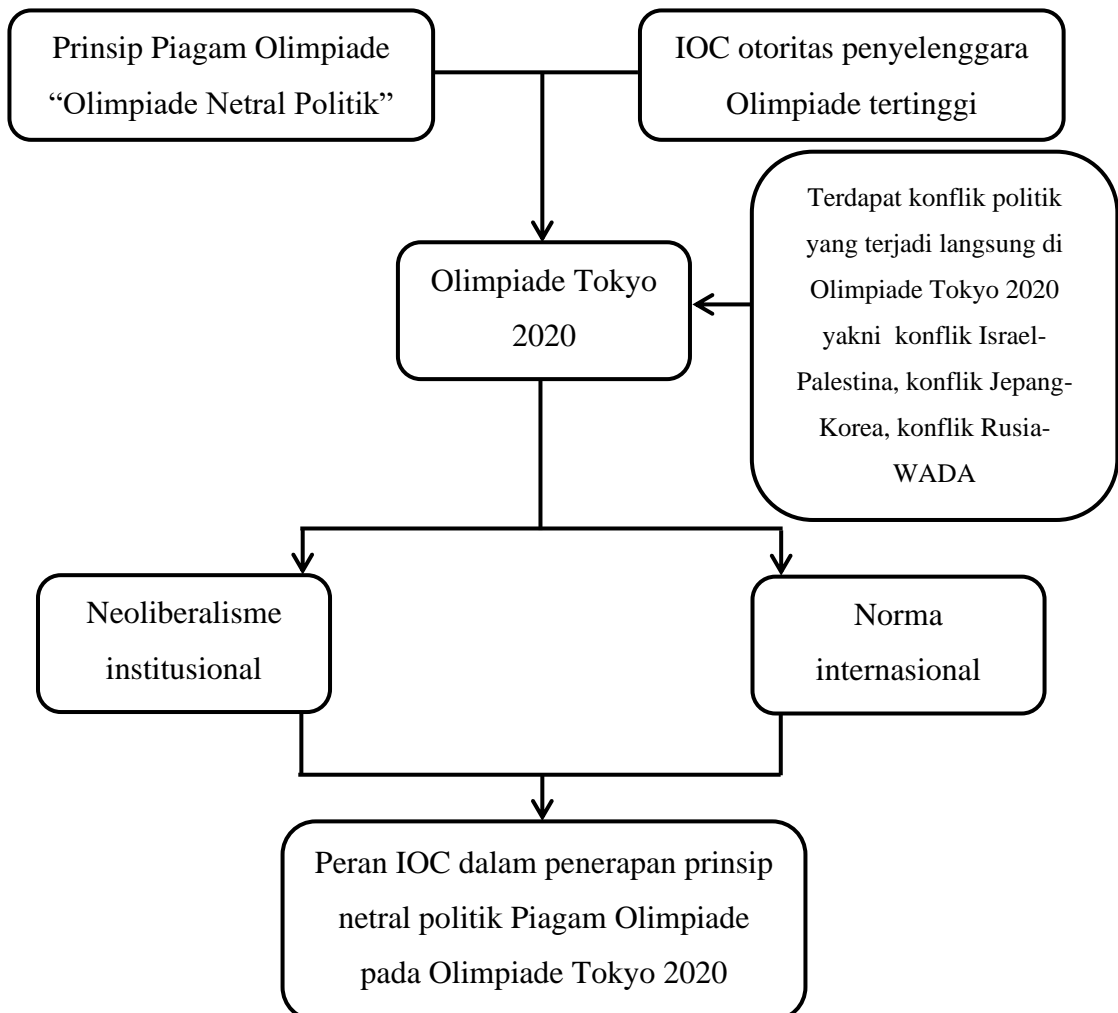 Prinsip Piagam Olimpiade
“Olimpiade Netral Politik”
IOC otoritas penyelenggara
Olimpiade tertinggi
Terdapat konflik politik
yang terjadi langsung di
Olimpiade Tokyo 2020
yakni konflik Israel-
Palestina, konflik Jepang-
Korea, konflik Rusia-
WADA
Olimpiade Tokyo
2020
Neoliberalisme
institusional
Norma
internasional
Peran IOC dalam penerapan prinsip
netral politik Piagam Olimpiade
pada Olimpiade Tokyo 2020